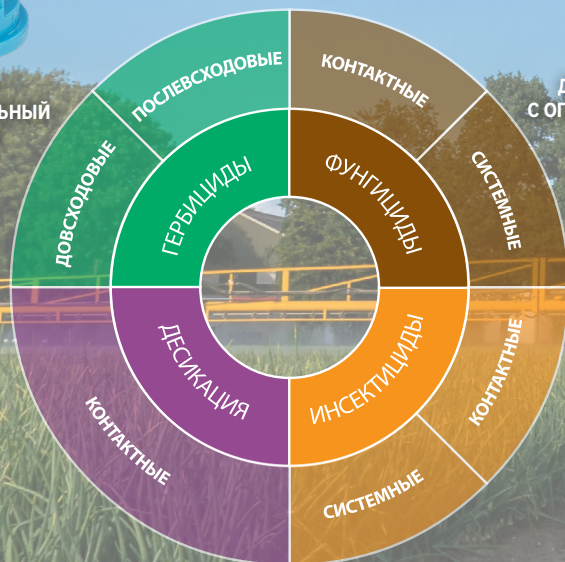 ПОСЛЕВСХОДОВЫЕ
КОНТАКТНЫЕ
ДОВСХОДОВЫЕ
ГЕРБИЦИДЫ
ФУНГИЦИДЫ
СИСТЕМНЫЕ
ДЕСИКАЦИЯ
ИНСЕКТИЦИДЫ
КОНТАКТНЫЕ
КОНТАКТНЫЕ
СИСТЕМНЫЕ